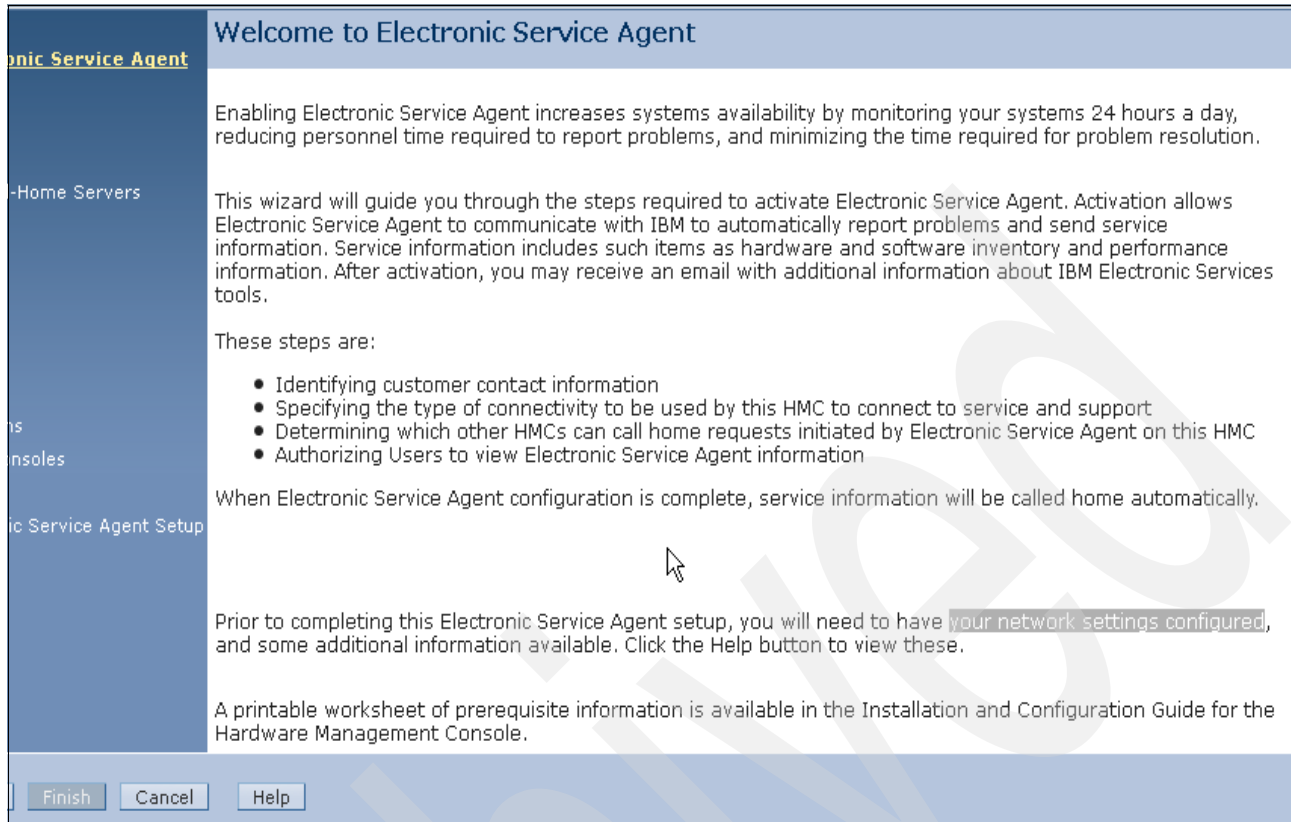 Welcome to Electronic Service Agent
onic Service Agent
Enabling Electronic Service Agent increases systems availability by monitoring your systems 24 hours a day,
reducing personnel time required to report problems, and minimizing the time required for problem resolution.
-Home Servers
This wizard will guide you through the steps required to activate Electronic Service Agent. Activation allows
Electronic Service Agent to communicate with IBM to automatically report problems and send service
information. Service information includes such items as hardware and software inventory and performance
information. After activation, you may receive an email with additional information about IBM Electronic Services
tools.
These steps are:
● Identifying customer contact information
● Specifying the type of connectivity to be used by this HMC to connect to service and support
● Determining which other HMCs can call home requests initiated by Electronic Service Agent on this HMC
● Authorizing Users to view Electronic Service Agent information
ns
onsoles
When Electronic Service Agent configuration is complete, service information will be called home automatically.
ic Service Agent Setup
Prior to completing this Electronic Service Agent setup, you will need to have your network settings configured,
and some additional information available. Click the Help button to view these.
A printable worksheet of prerequisite information is available in the Installation and Configuration Guide for the
Hardware Management Console.
Finish Cancel Help